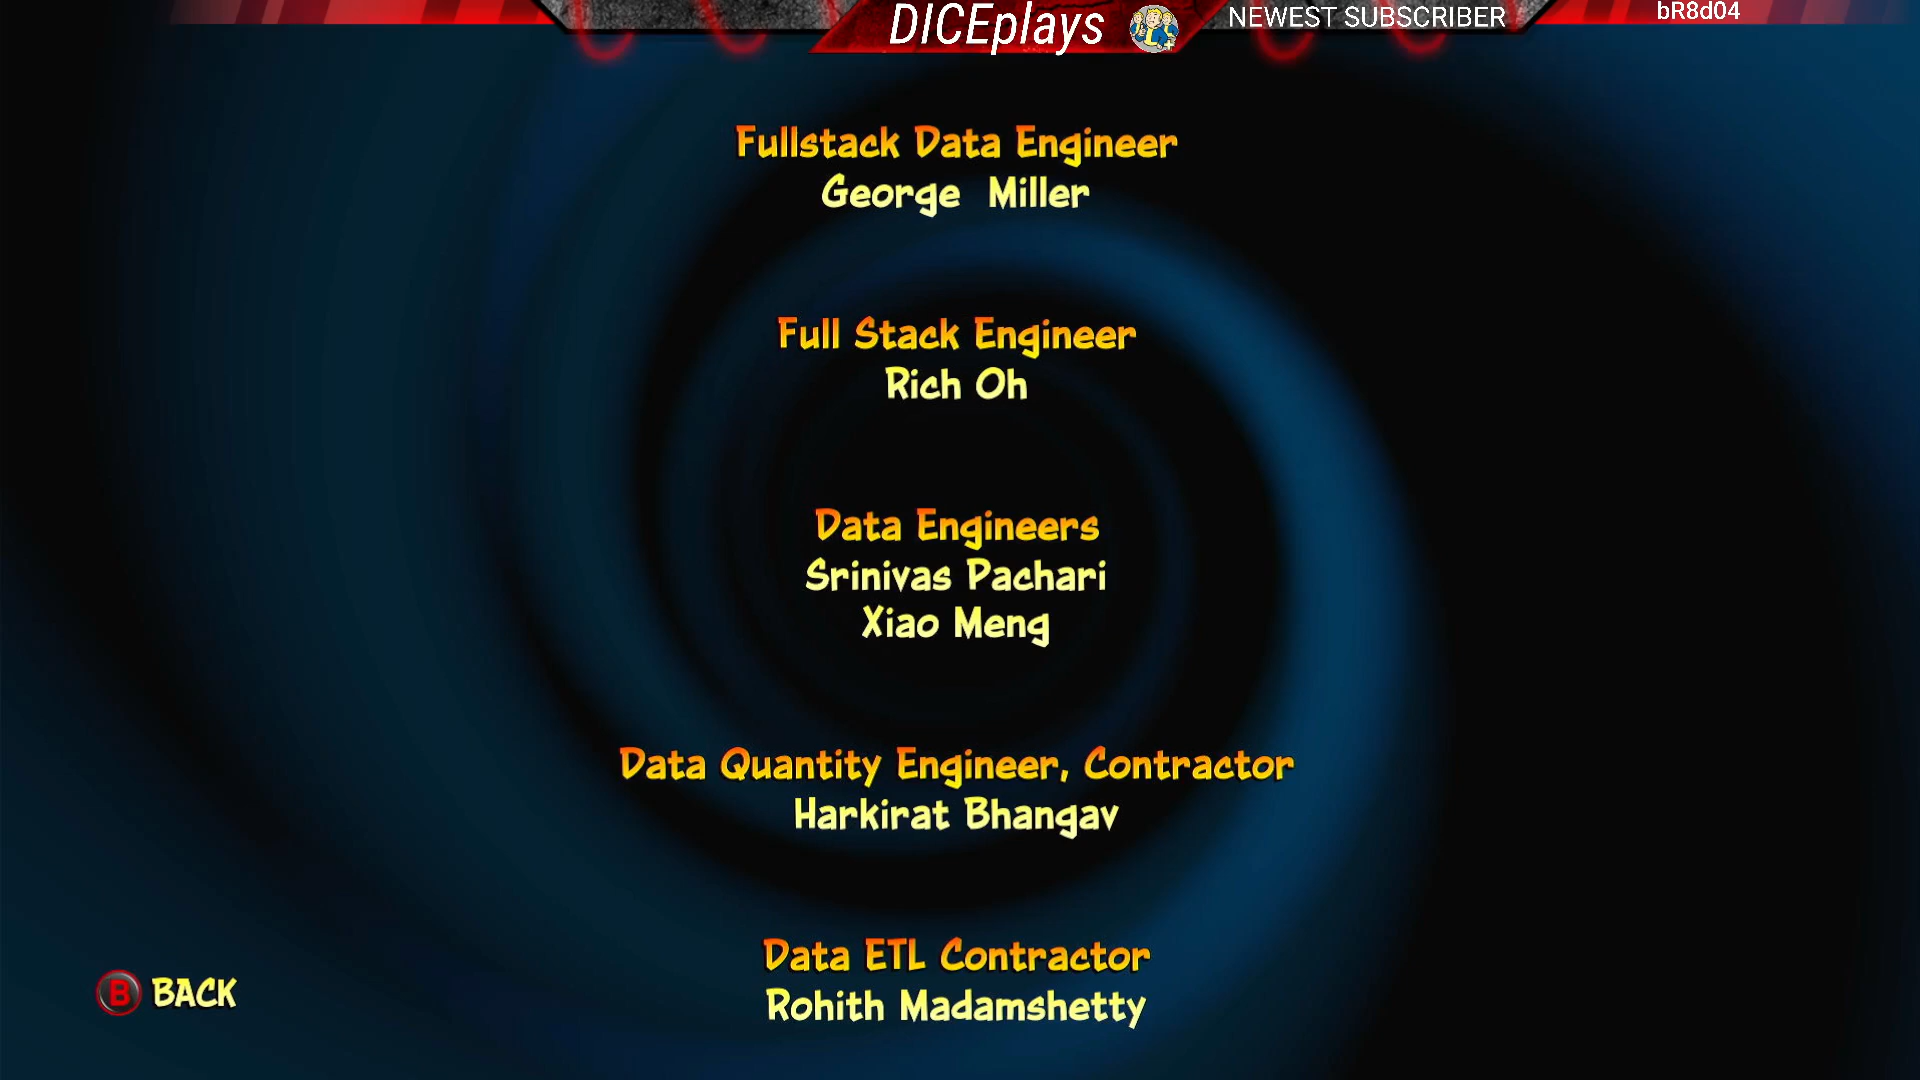 DICEplays
NEWEST SUBSCRIBER
bR8d04
Fullstack Data Engineer
George Miller
Full Stack Engineer
Rich Oh
Data Engineers
Srinivas Pachari
Xiao Meng
Data Quantity Engineer, Contractor
Harkirat Bhangav
Data ETL Contractor
Rohith Madamshetty
B BACK